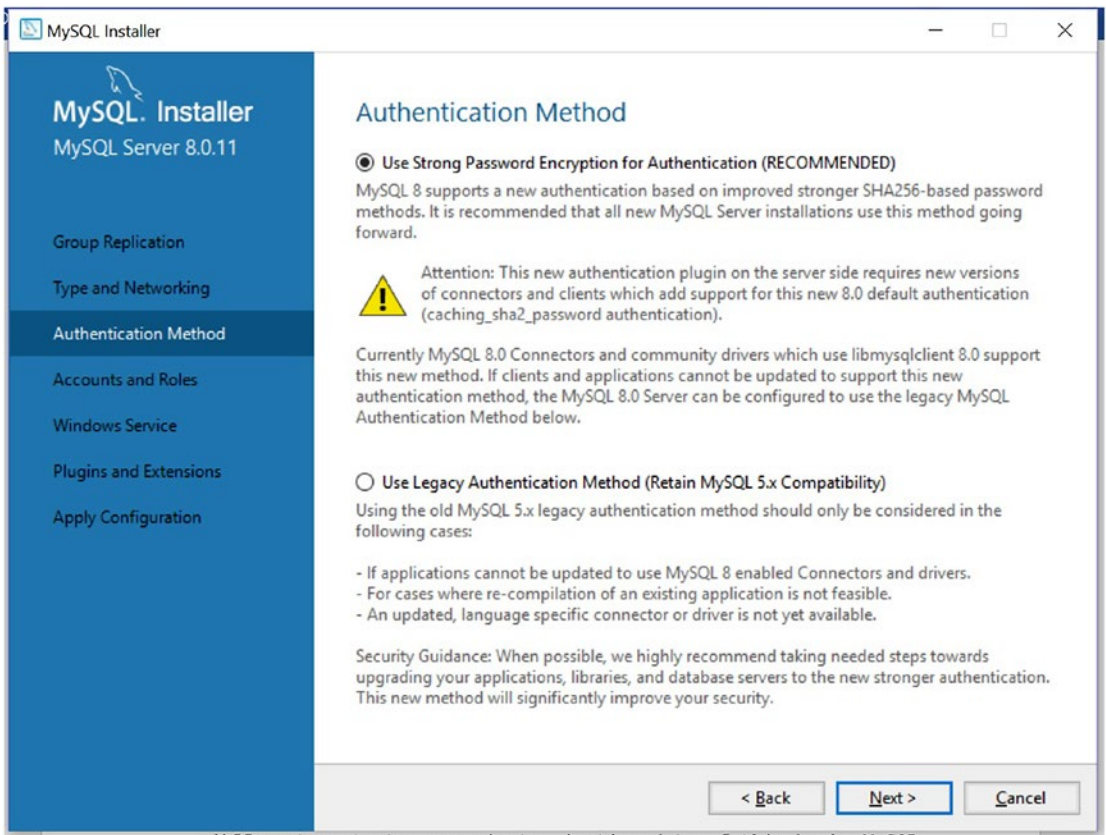 MySQL Installer
MySQL. Installer
MySQL Server 8.0.11
Group Replication
Type and Networking
Authentication Method
Accounts and Roles
Windows Service
Plugins and Extensions
Apply Configuration
Authentication Method
Use Strong Password Encryption for Authentication (RECOMMENDED)
MySQL 8 supports a new authentication based on improved stronger SHA256-based password
methods. It is recommended that all new MySQL Server installations use this method going
forward.
Attention: This new authentication plugin on the server side requires new versions
of connectors and clients which add support for this new 8.0 default authentication
(caching_sha2_password authentication).
Currently MySQL 8.0 Connectors and community drivers which use libmysqlclient 8.0 support
this new method. If clients and applications cannot be updated to support this new
authentication method, the MySQL 8.0 Server can be configured to use the legacy MySQL
Authentication Method below.
Use Legacy Authentication Method (Retain MySQL 5.x Compatibility)
Using the old MySQL 5.x legacy authentication method should only be considered in the
following cases:
- If applications cannot be updated to use MySQL 8 enabled Connectors and drivers.
- For cases where re-compilation of an existing application is not feasible.
- An updated, language specific connector or driver is not yet available.
Security Guidance: When possible, we highly recommend taking needed steps towards
upgrading your applications, libraries, and database servers to the new stronger authentication.
This new method will significantly improve your security.
< Back
Next >
Cancel